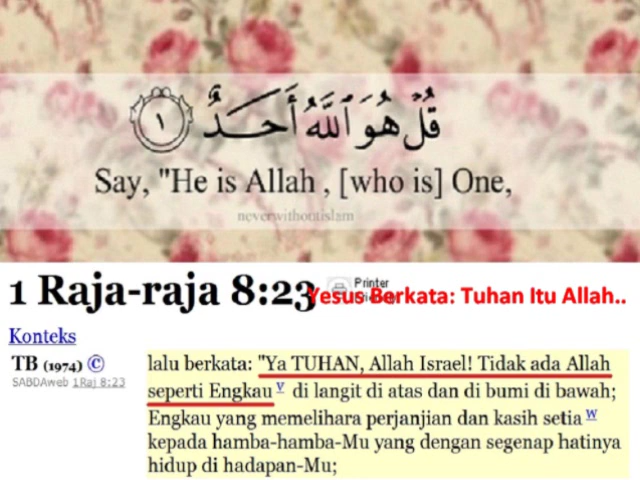 قُلْ هُوَ ٱللَّهُ أَحَدٌ ١
Say, "He is Allah , [who is] One,
neverwithoutislam
1 Raja-raja 8:23
Printer
Yesus Berkata: Tuhan Itu Allah..
Konteks
TB (1974) ©
SABDAweb 1Raj 8:23
lalu berkata: "Ya TUHAN, Allah Israel! Tidak ada Allah
seperti Engkau v di langit di atas dan di bumi di bawah;
Engkau yang memelihara perjanjian dan kasih setia w
kepada hamba-hamba-Mu yang dengan segenap hatinya
hidup di hadapan-Mu;